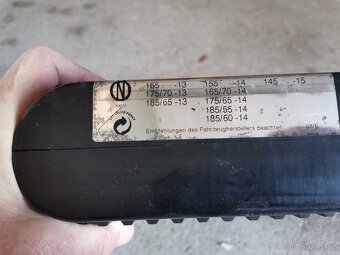 165 -13 155 -14 145 -15
175/70 -13 165/70 -14
185/65 -13 175/65 -14
185/55 -14
185/60 -14
Empfehlungen des Fahrzeugherstellers beachten